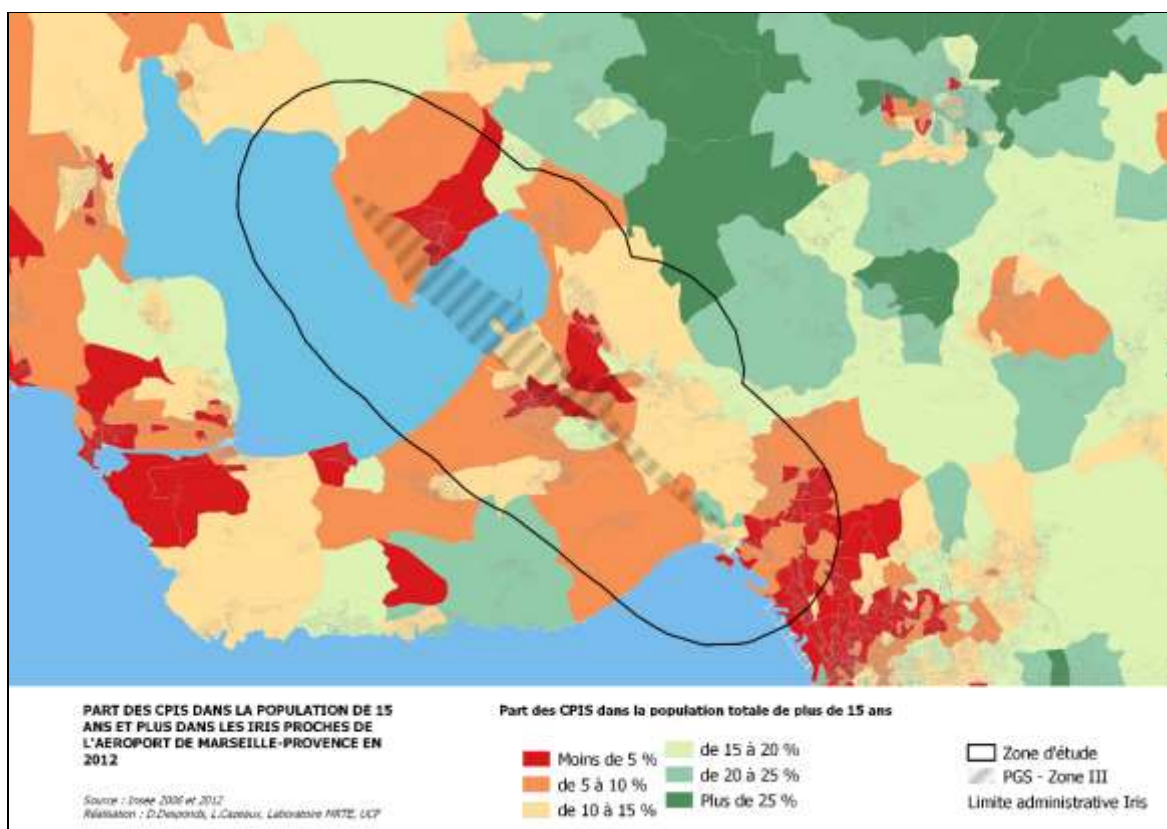 PART DES CPIS DANS LA POPULATION DE 15
ANS ET PLUS DANS LES IRIS PROCHES DE
L'AEROPORT DE MARSEILLE-PROVENCE EN
2012
Source : Insee 2006 et 2012
Réalisation : D.Desponds, L.Cazeaux, Laboratoire MRTE, UCP
Part des CPIS dans la population totale de plus de 15 ans
Moins de 5 %
de 5 à 10 %
de 10 à 15 %
de 15 à 20 %
de 20 à 25 %
Plus de 25 %
Zone d'étude
PGS - Zone III
Limite administrative Iris